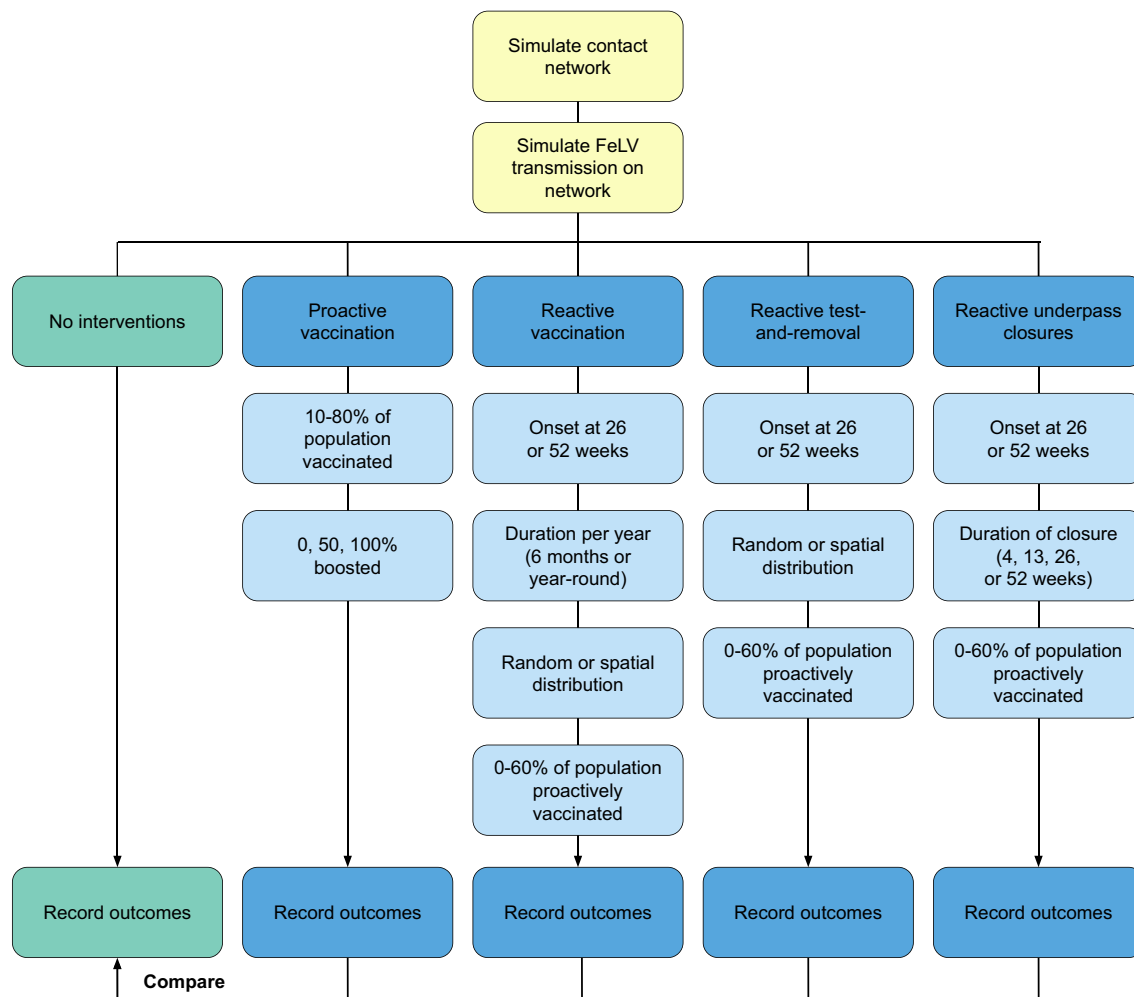 Simulate contact
network
Simulate FeLV
transmission on
network
No interventions
Proactive
vaccination
Reactive
vaccination
Reactive test-
and-removal
Reactive underpass
closures
10-80% of
population
vaccinated
Onset at 26
or 52 weeks
Onset at 26
or 52 weeks
Onset at 26
or 52 weeks
0, 50, 100%
boosted
Duration per year
(6 months or
year-round)
Random or spatial
distribution
Duration of closure
(4, 13, 26,
or 52 weeks)
Random or spatial
distribution
0-60% of population
proactively
vaccinated
0-60% of population
proactively
vaccinated
0-60% of population
proactively
vaccinated
Record outcomes
Record outcomes
Record outcomes
Record outcomes
Record outcomes
Compare